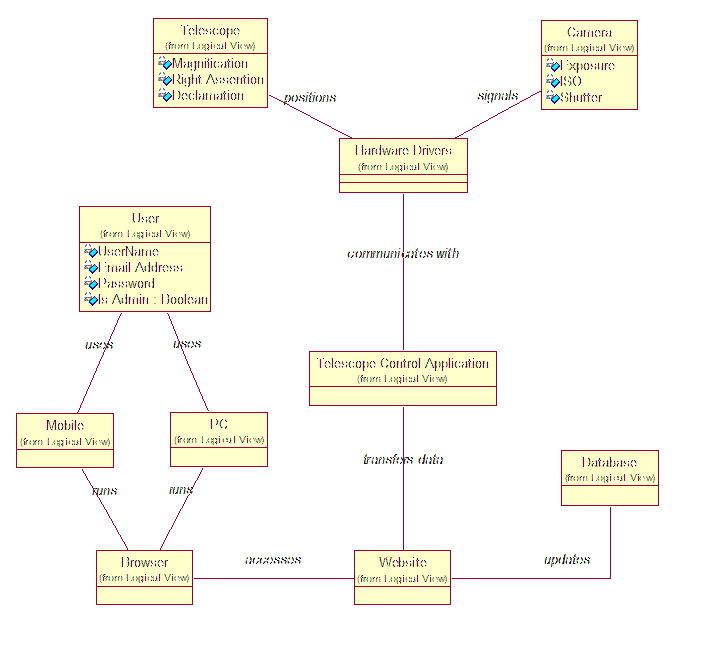 Telescope
(from Logical View)
Magnification
Right Assention
Declamation
Camera
(from Logical View)
Exposure
ISO
Shutter
positions
signals
Hardware Drivers
(from Logical View)
User
(from Logical View)
UserName
Email Address
Password
Is Admin : Boolean
communicates with
uses
uses
Telescope Control Application
(from Logical View)
Mobile
(from Logical View)
PC
(from Logical View)
transfers data
Database
(from Logical View)
runs
runs
Browser
(from Logical View)
accesses
Website
(from Logical View)
updates